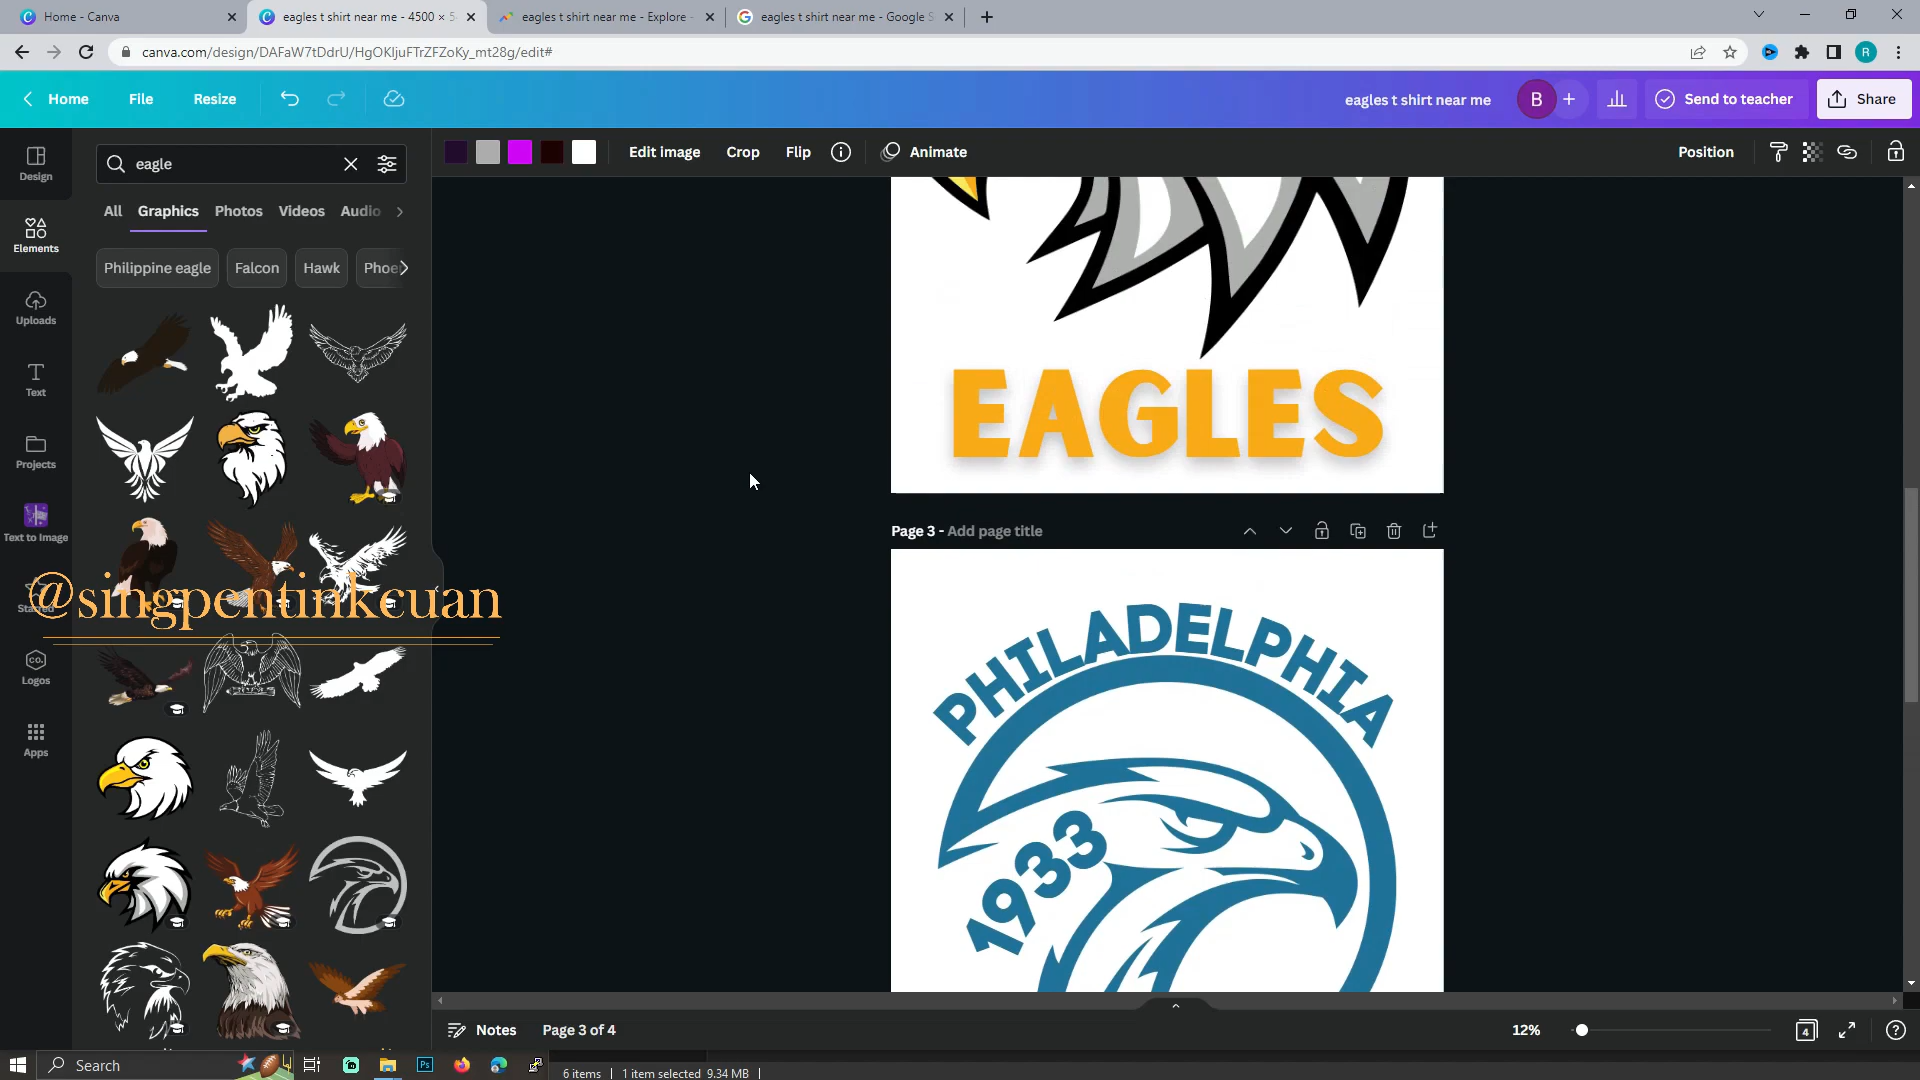 Home - Canva
eagles t shirt near me - 4500 × 5
eagles t shirt near me - Explore -
eagles t shirt near me - Google S
canva.com/design/DAFaW7tDdrU/HgOKIjuFTrZFZoKy_mt28g/edit#
R
Home
File
Resize
eagles t shirt near me
B
Send to teacher
Share
Design
Elements
Uploads
Text
Projects
Text to Image
Logos
Apps
eagle
All
Graphics
Photos
Videos
Audio
Philippine eagle
Falcon
Hawk
Edit image
Crop
Flip
Animate
Position
EAGLES
Page 3 - Add page title
PHILADELPHIA
1933
@singpentinkcuan
co.
Notes
Page 3 of 4
12%
4
Search
Ps
6 items
1 item selected 9.34 MB